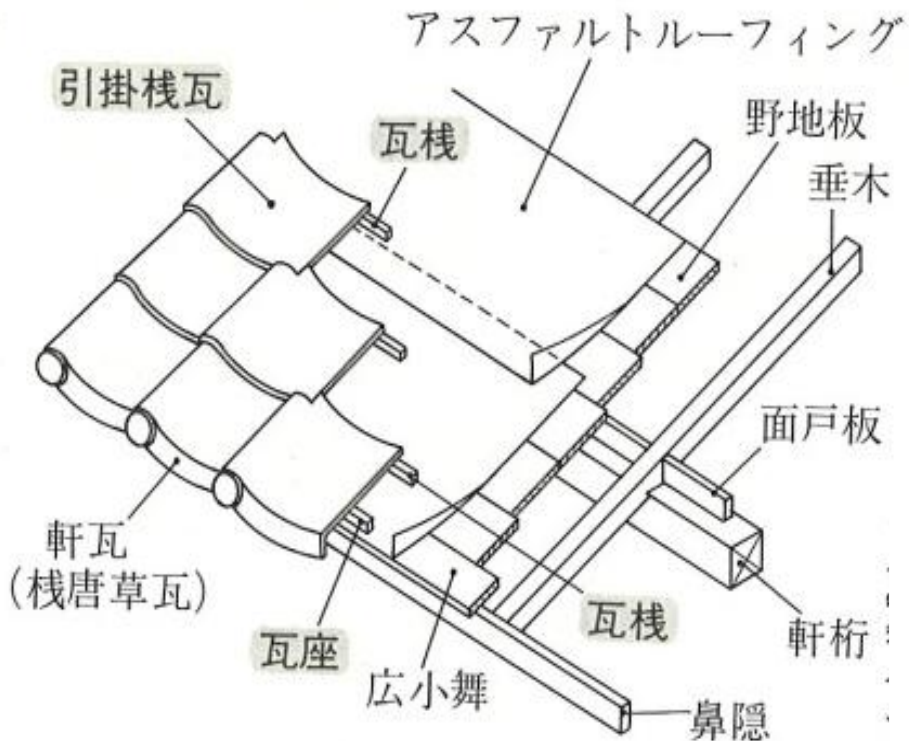 アスファルトルーフィング
引掛桟瓦
瓦桟
野地板
垂木
面戸板
軒瓦
(桟唐草瓦)
瓦座
広小舞
瓦桟
軒桁
鼻隠